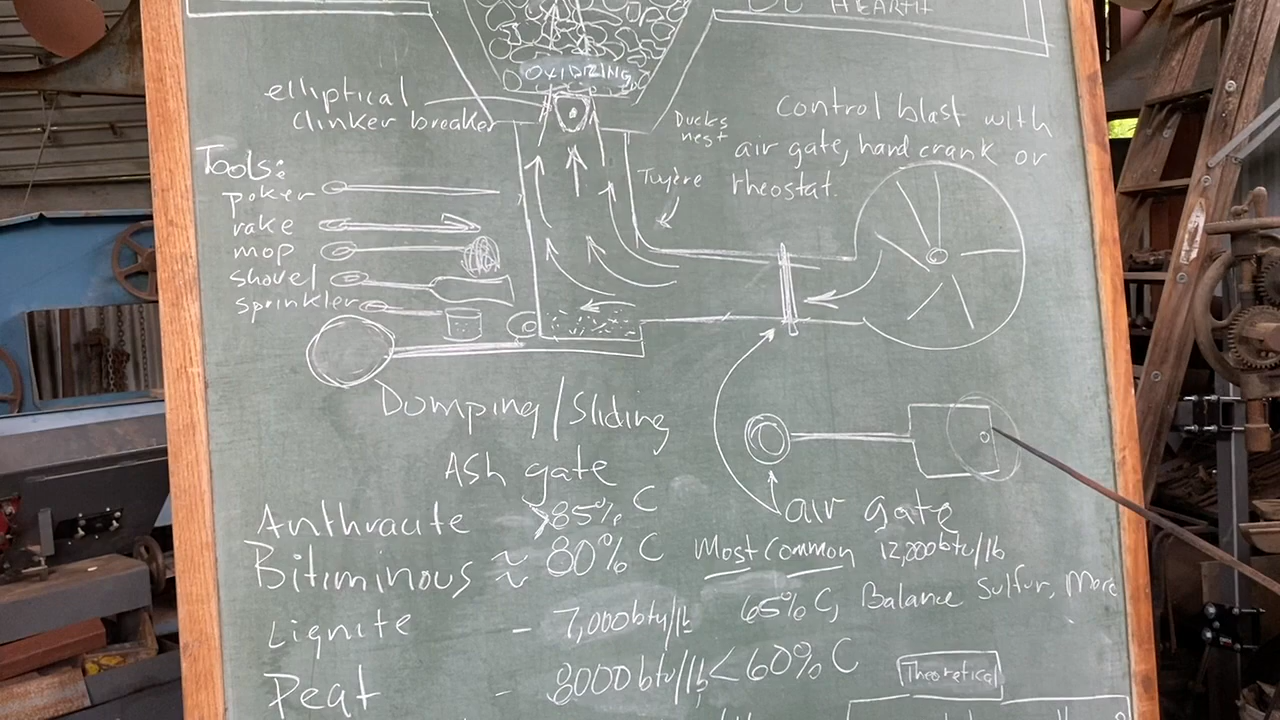 HEARTH
OXIDIZING
elliptical
clinker breaker
Ducks
nest
control blast with
air gate, hand crank or
rheostat.
Tools:
poker
rake
mop
shovel
sprinkler
Tuyere
Dumping/Sliding
Ash gate
air gate
Anthracite >85% C
Bitiminous ≈ 80% C Most Common 12,000btu/lb
Lignite - 7,000btu/lb 65% C, Balance Sulfur, More
Peat - 8000btu/lb < 60% C
Theoretical